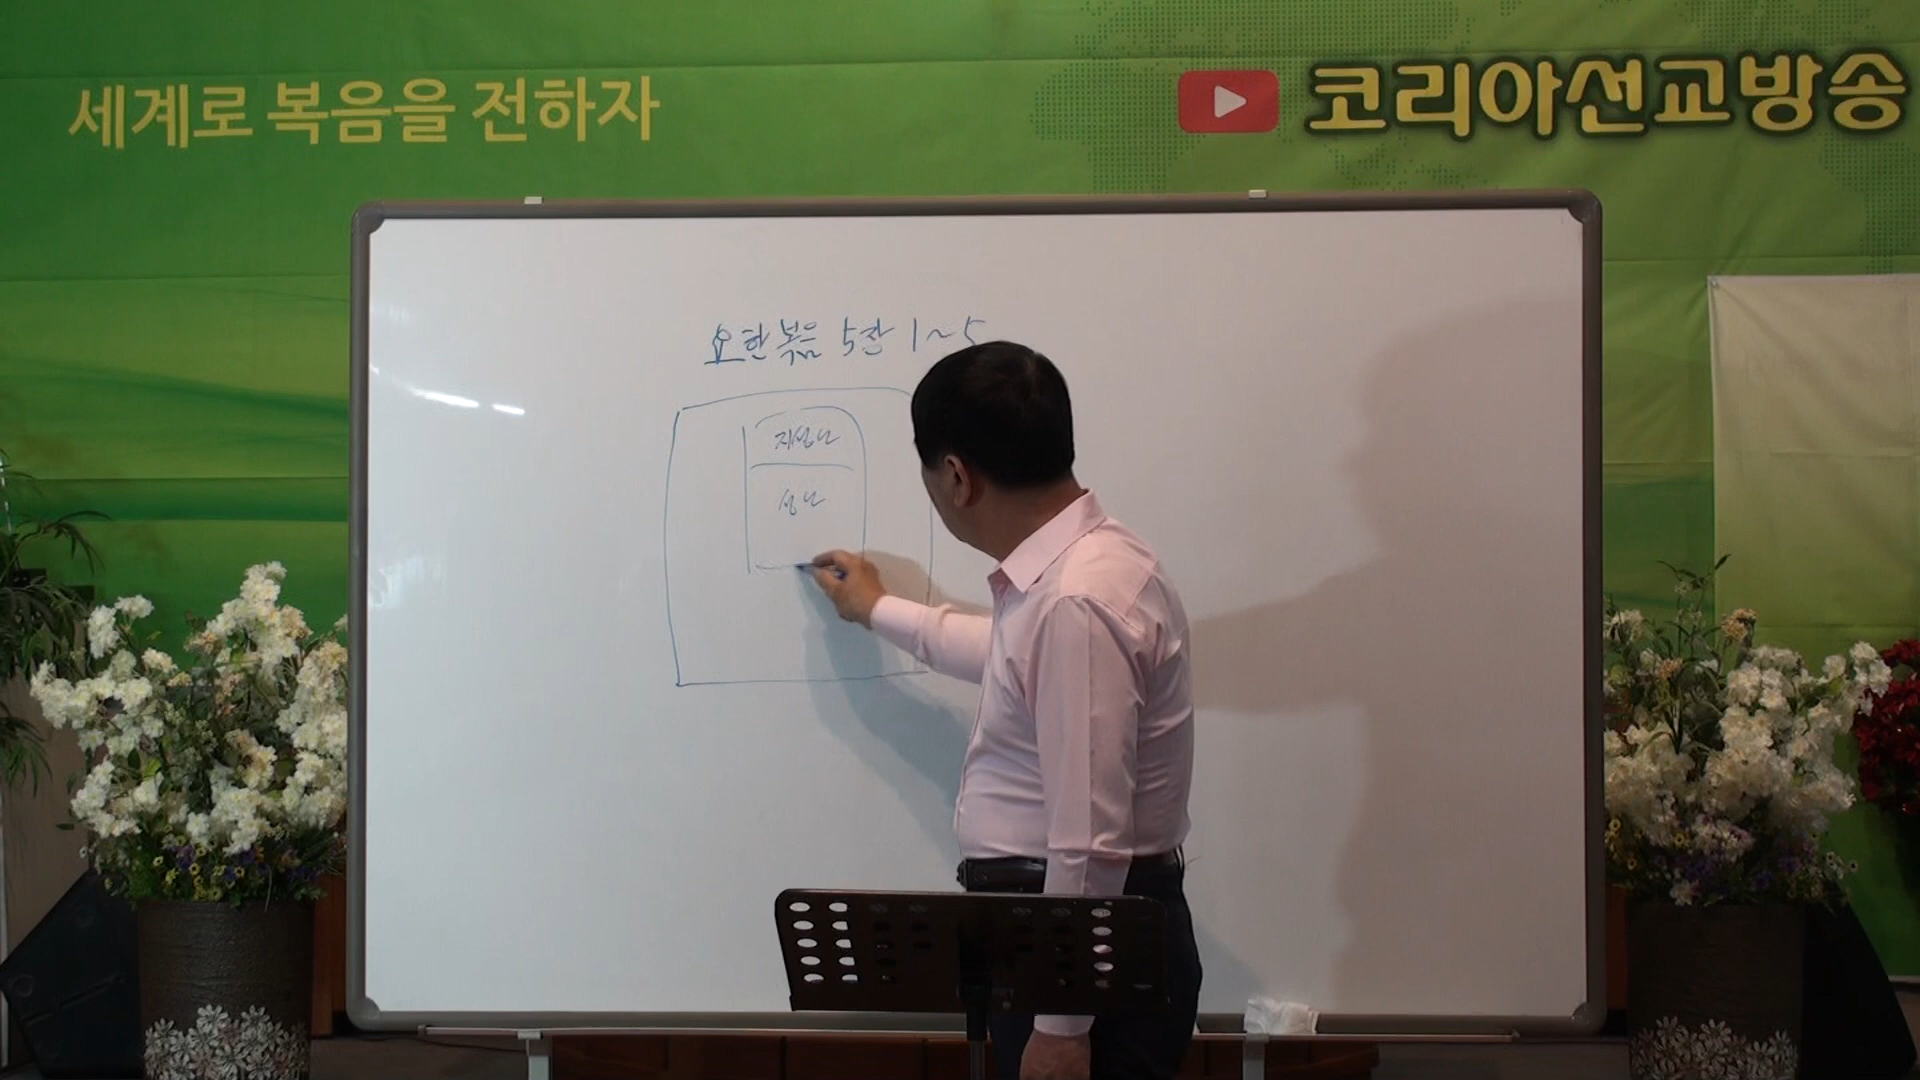 세계로 복음을 전하자
코리아선교방송
요한복음 5장 1~5
지성소
성소